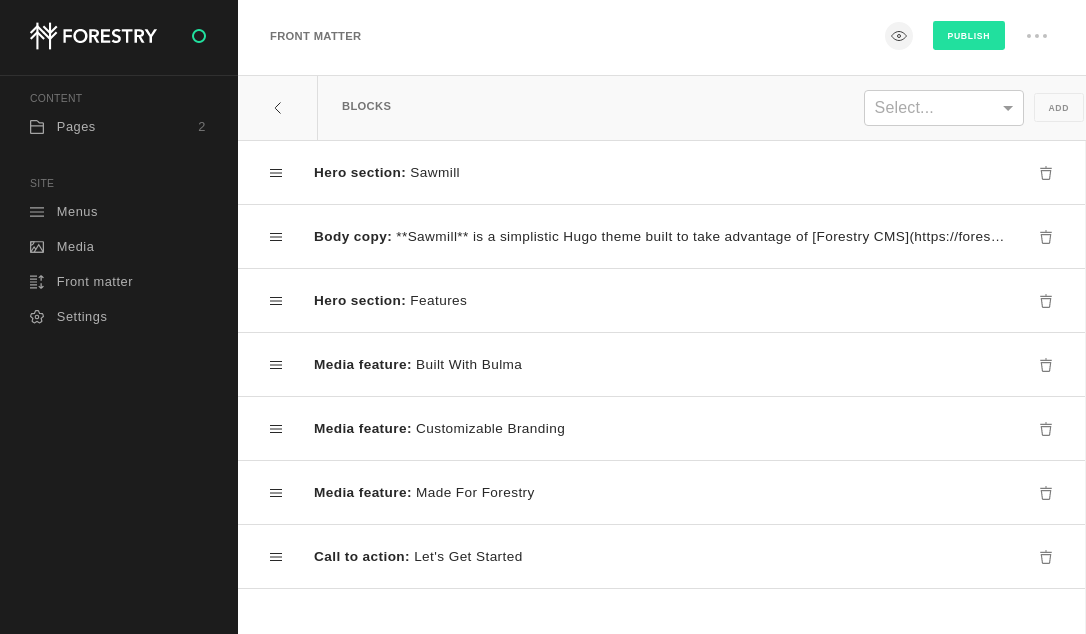 FORESTRY
CONTENT
Pages 2
SITE
Menus
Media
Front matter
Settings
FRONT MATTER
PUBLISH
BLOCKS
Select...
ADD
Hero section: Sawmill
Body copy: **Sawmill** is a simplistic Hugo theme built to take advantage of [Forestry CMS](https://fores…
Hero section: Features
Media feature: Built With Bulma
Media feature: Customizable Branding
Media feature: Made For Forestry
Call to action: Let's Get Started